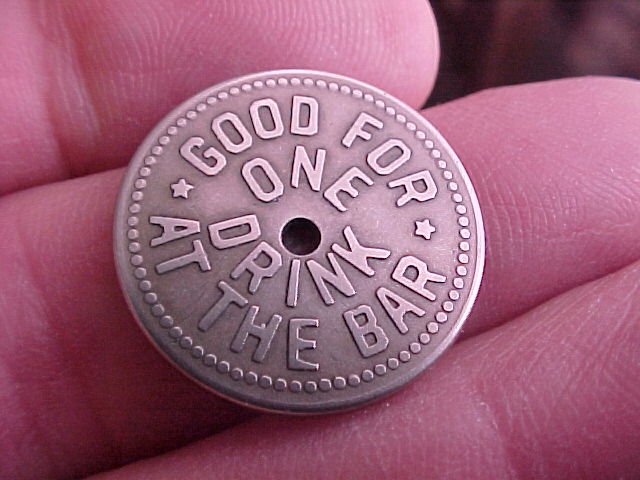 GOOD FOR
ONE
DRINK
AT THE BAR